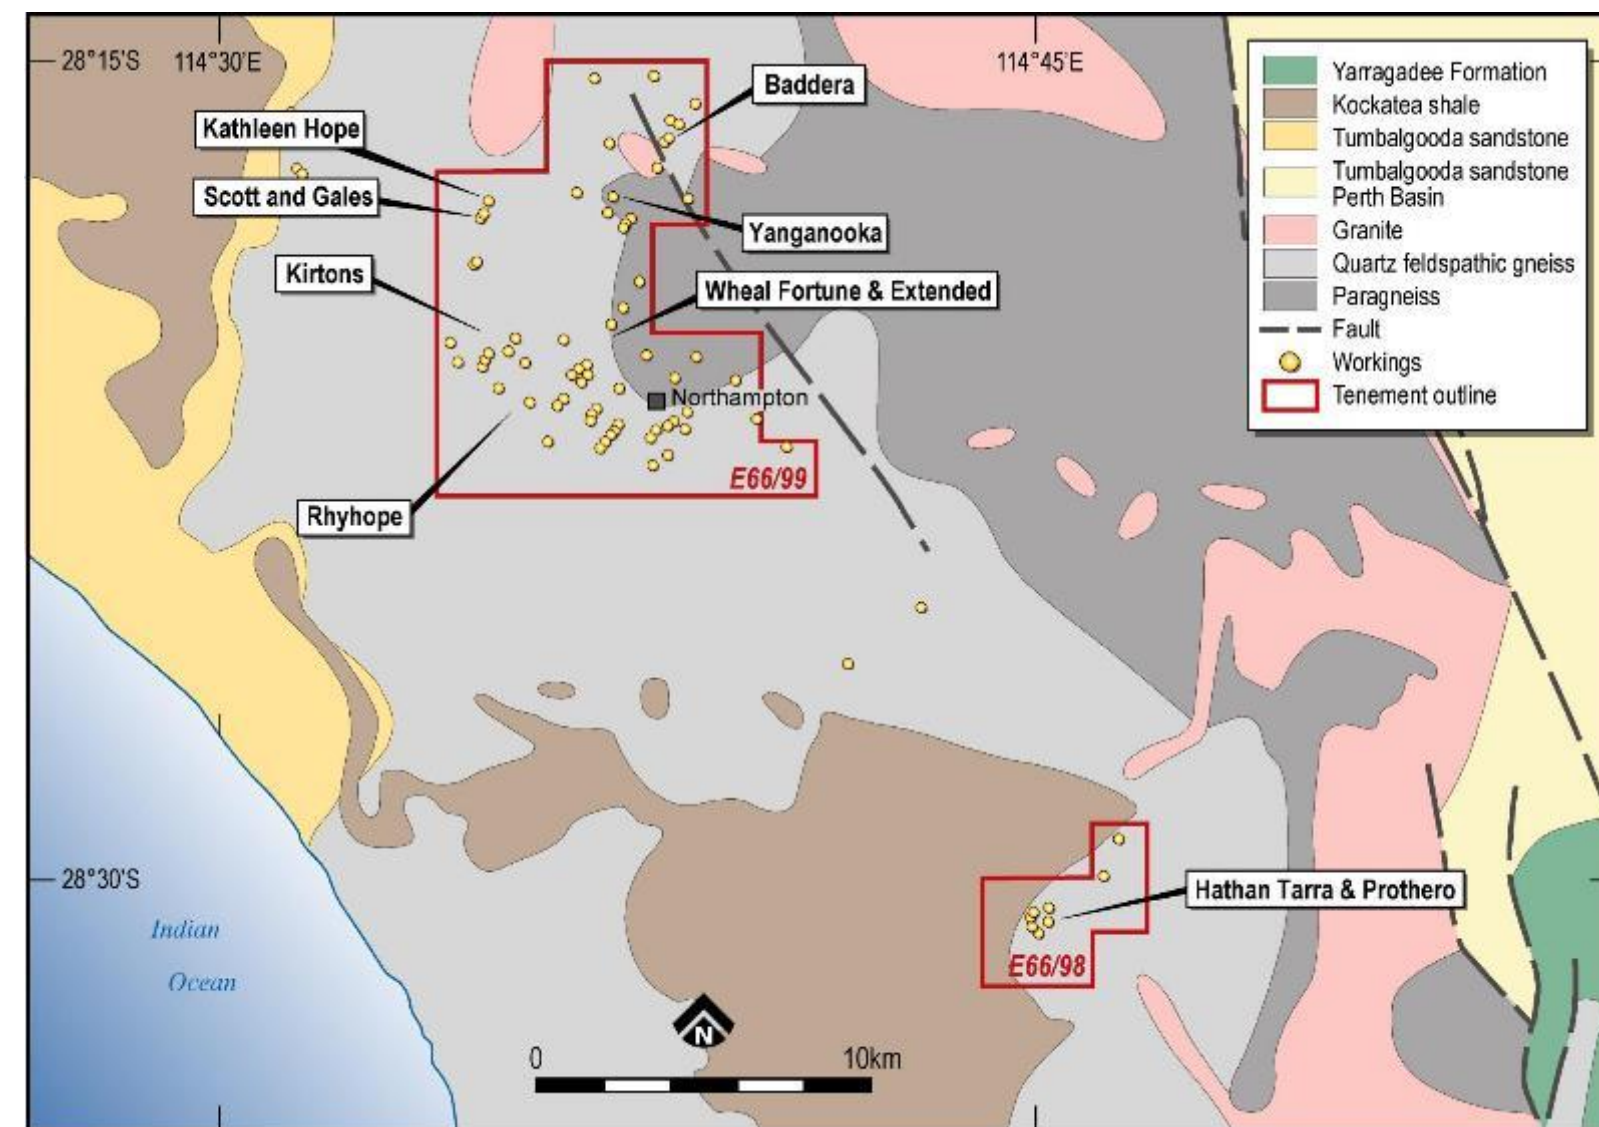 28°15'S
114°30'E
114°45'E
Baddera
Kathleen Hope
Scott and Gales
Yanganooka
Kirtons
Wheal Fortune & Extended
Northampton
E66/99
Rhyhope
Yarragadee Formation
Kockatea shale
Tumbalgooda sandstone
Tumbalgooda sandstone
Perth Basin
Granite
Quartz feldspathic gneiss
Paragneiss
Fault
Workings
Tenement outline
28°30'S
Hathan Tarra & Prothero
E66/98
Indian
Ocean
N
0
10km